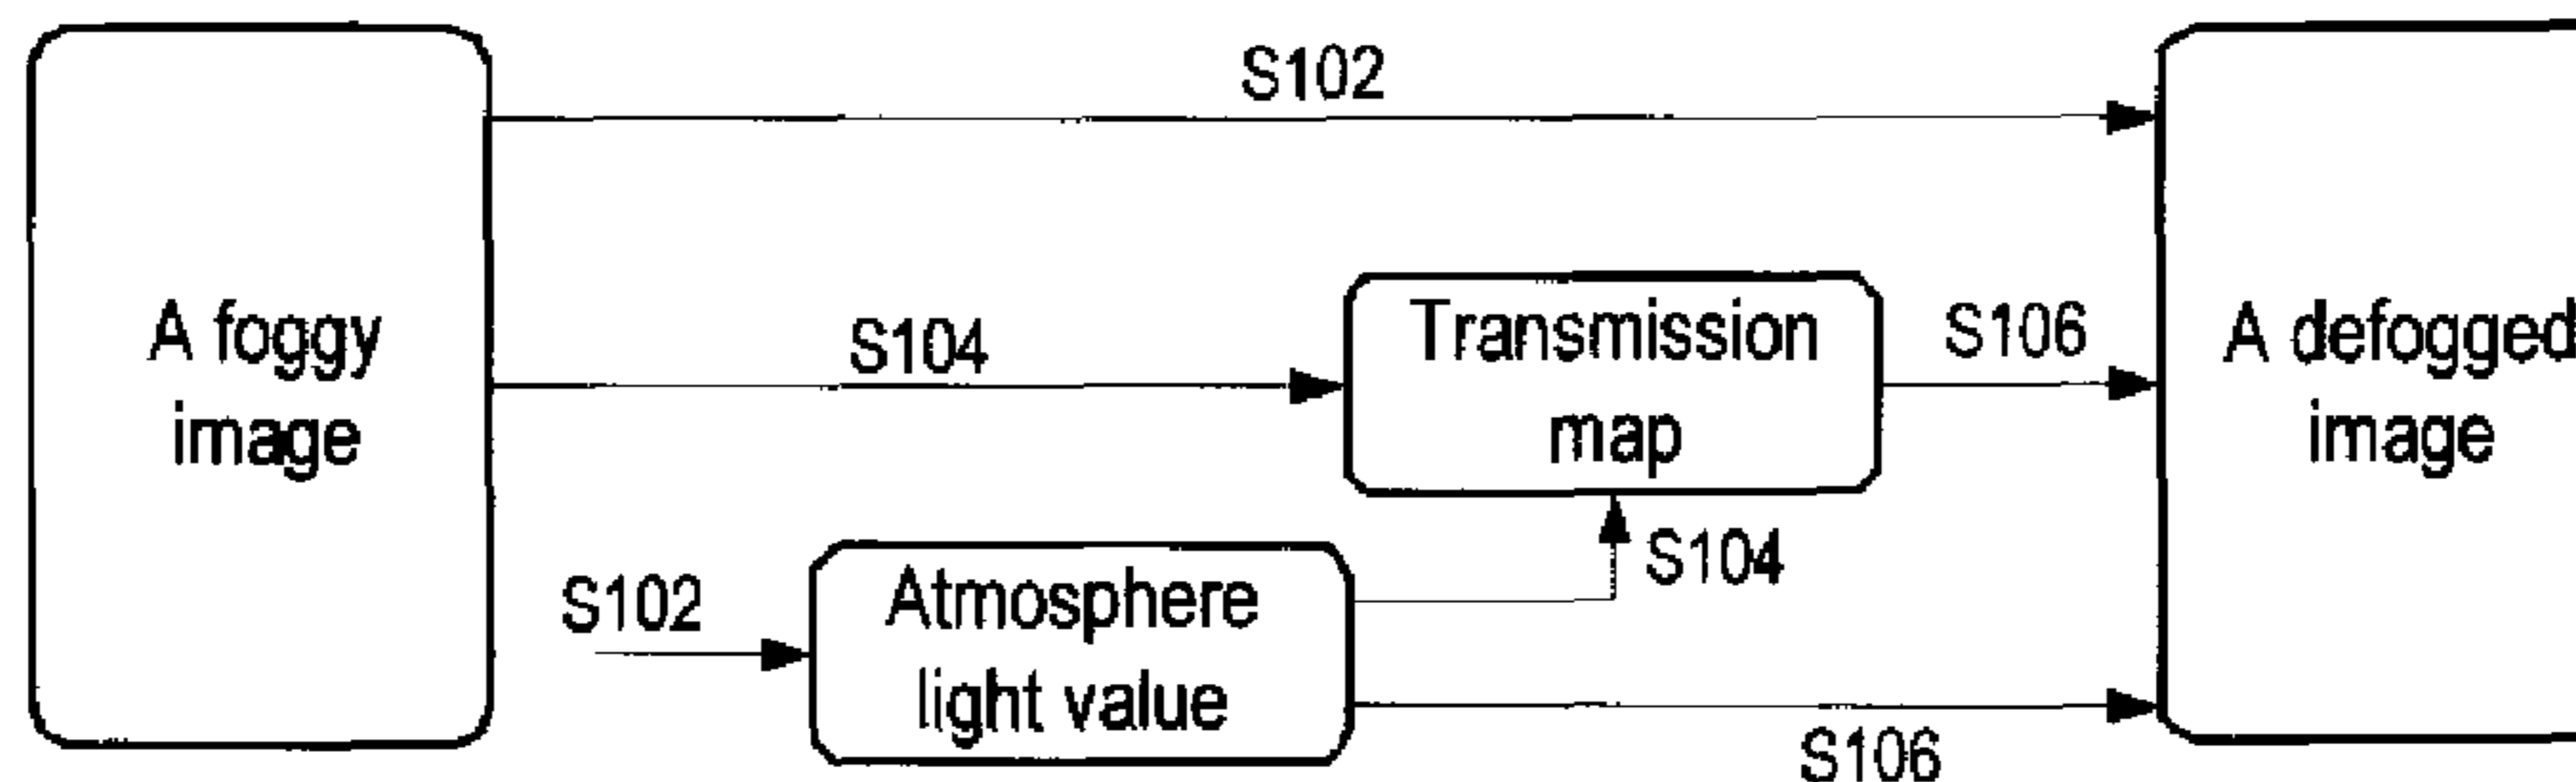 S102
A foggy
image
S104
Transmission
map
S106
A defogged
image
S102
Atmosphere
light value
S104
S106